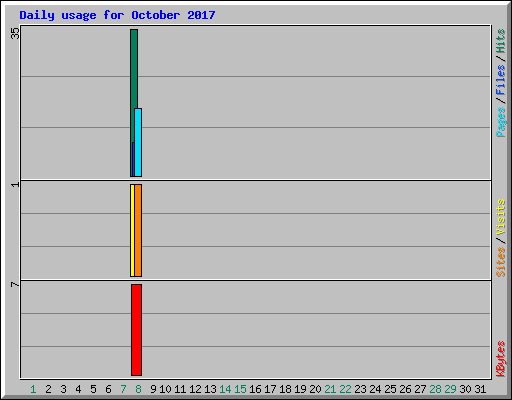 Daily usage for October 2017
35
1
7
Pages / Files / Hits
Sites / Visits
KBytes
1 2 3 4 5 6 7 8 9 10 11 12 13 14 15 16 17 18 19 20 21 22 23 24 25 26 27 28 29 30 31